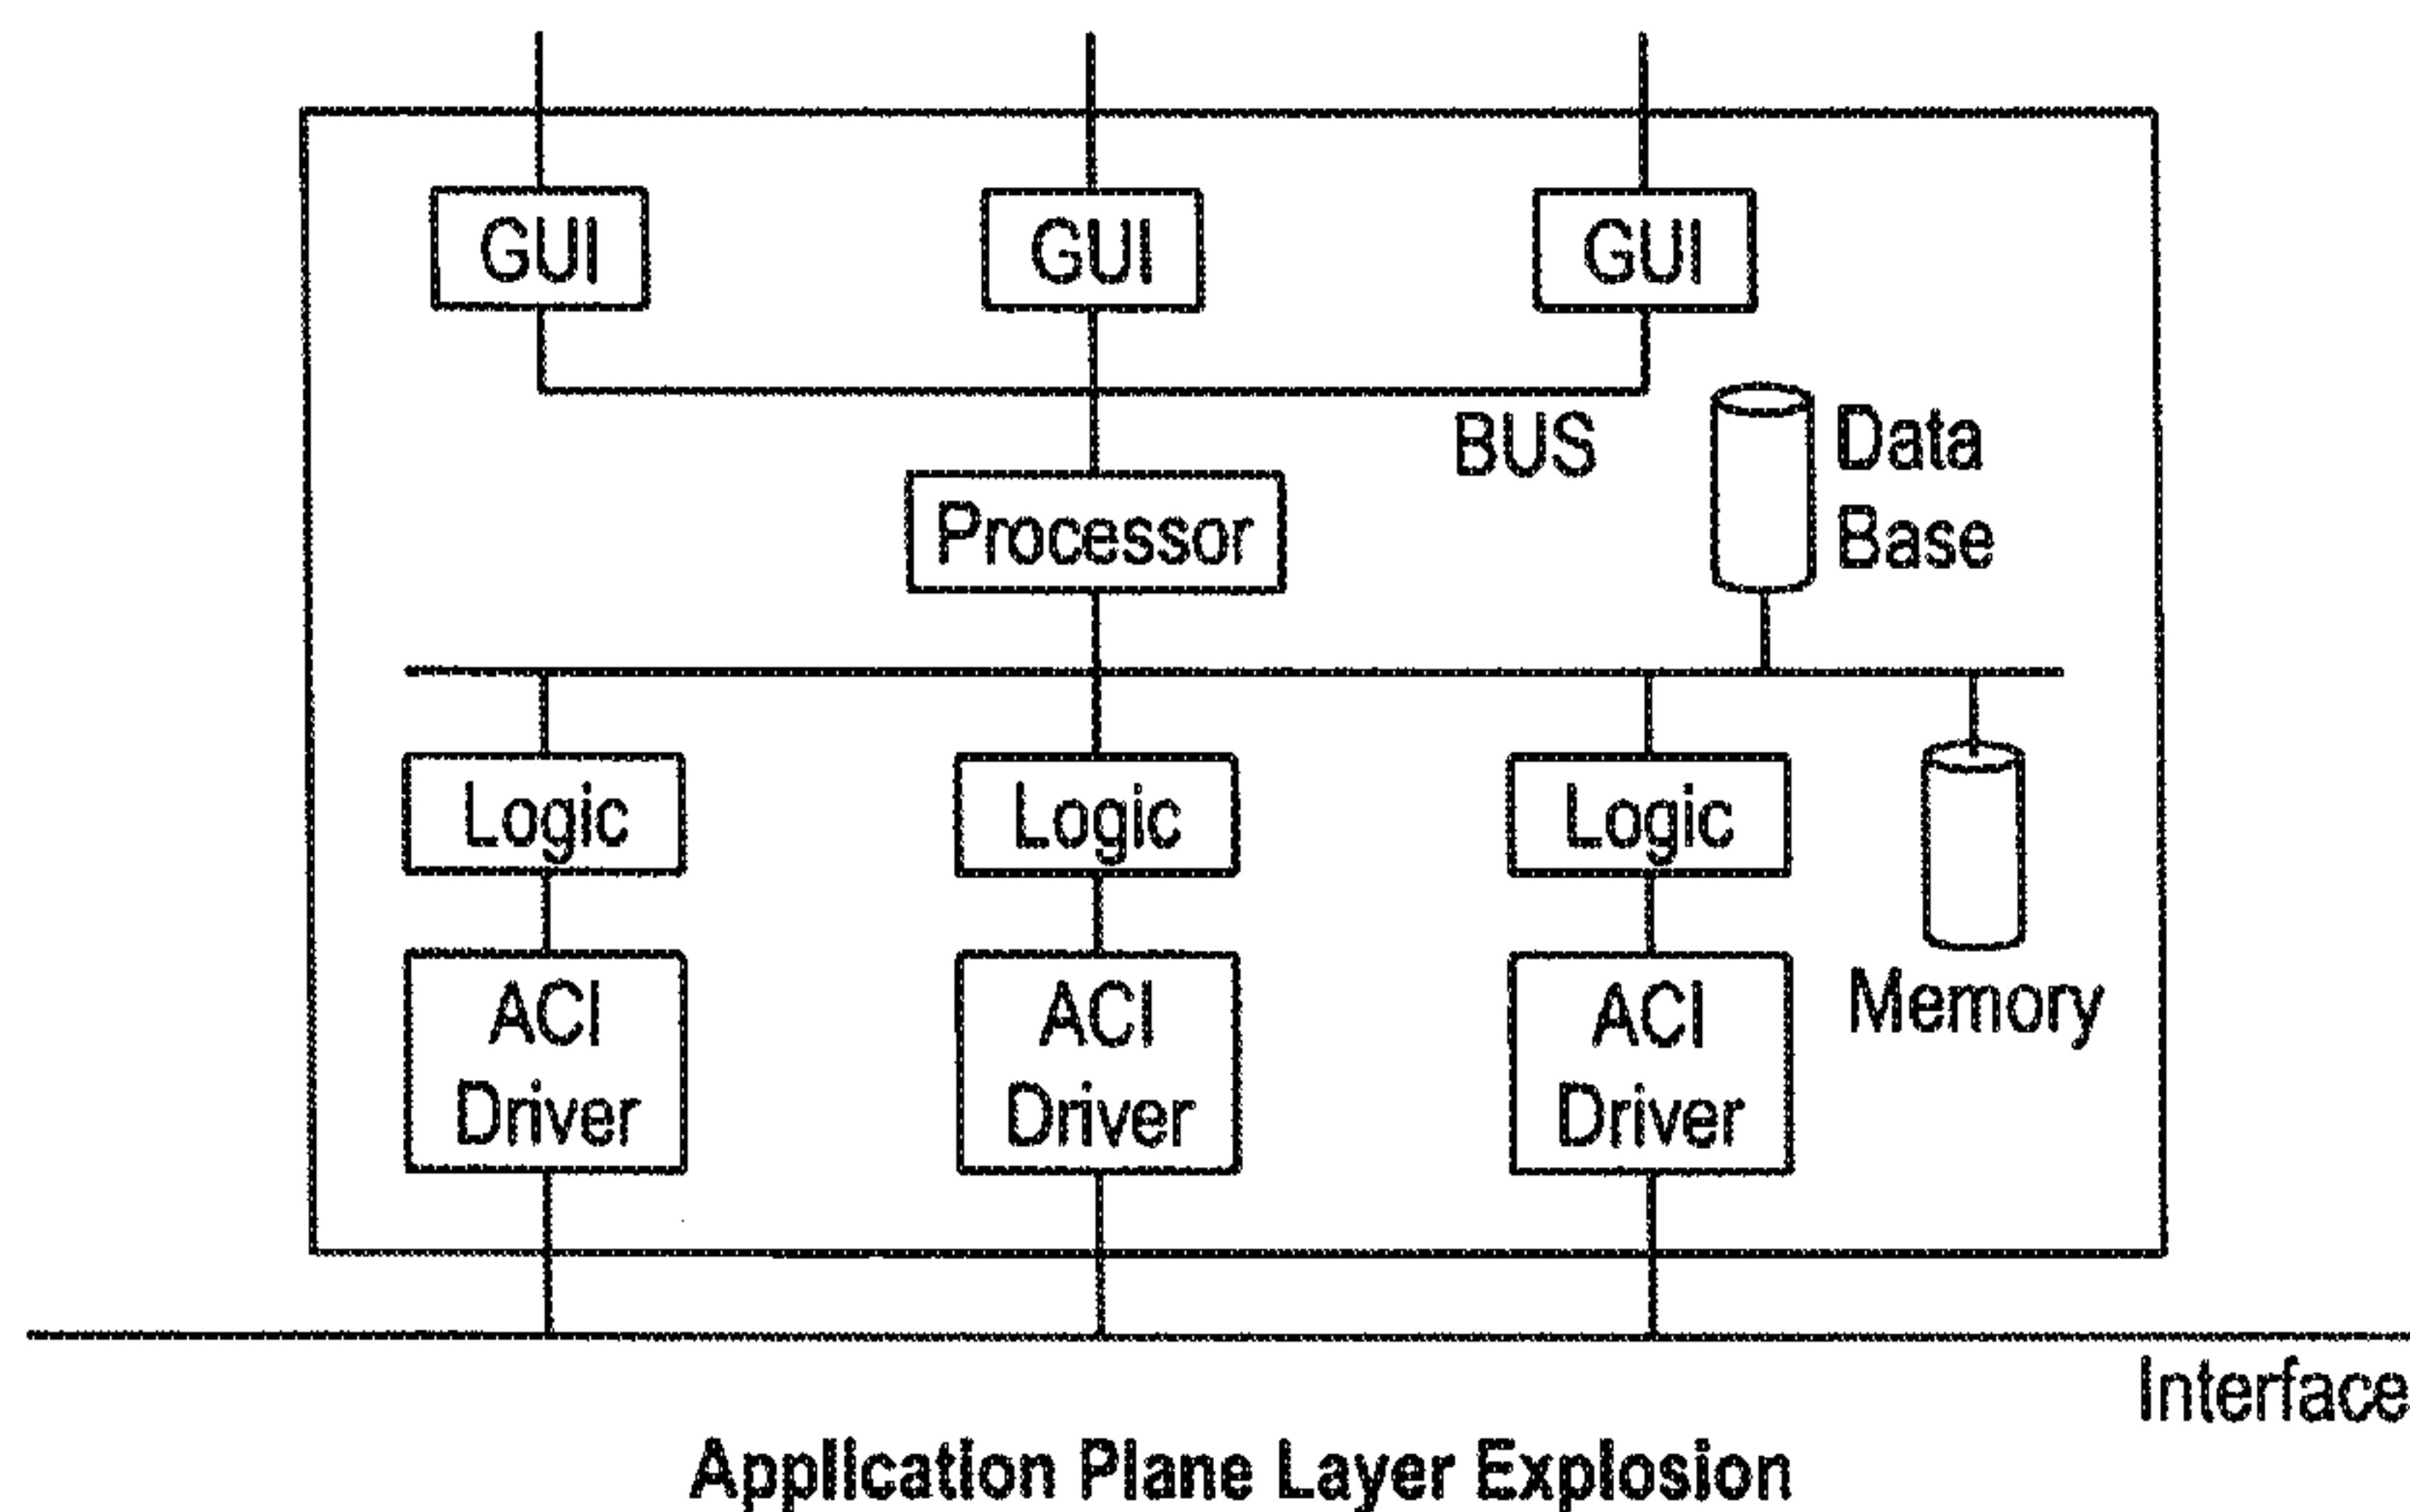 GUI
GUI
GUI
BUS
Data
Base
Processor
Logic
Logic
Logic
ACI
Driver
ACI
Driver
ACI
Driver
Memory
Interface
Application Plane Layer Explosion